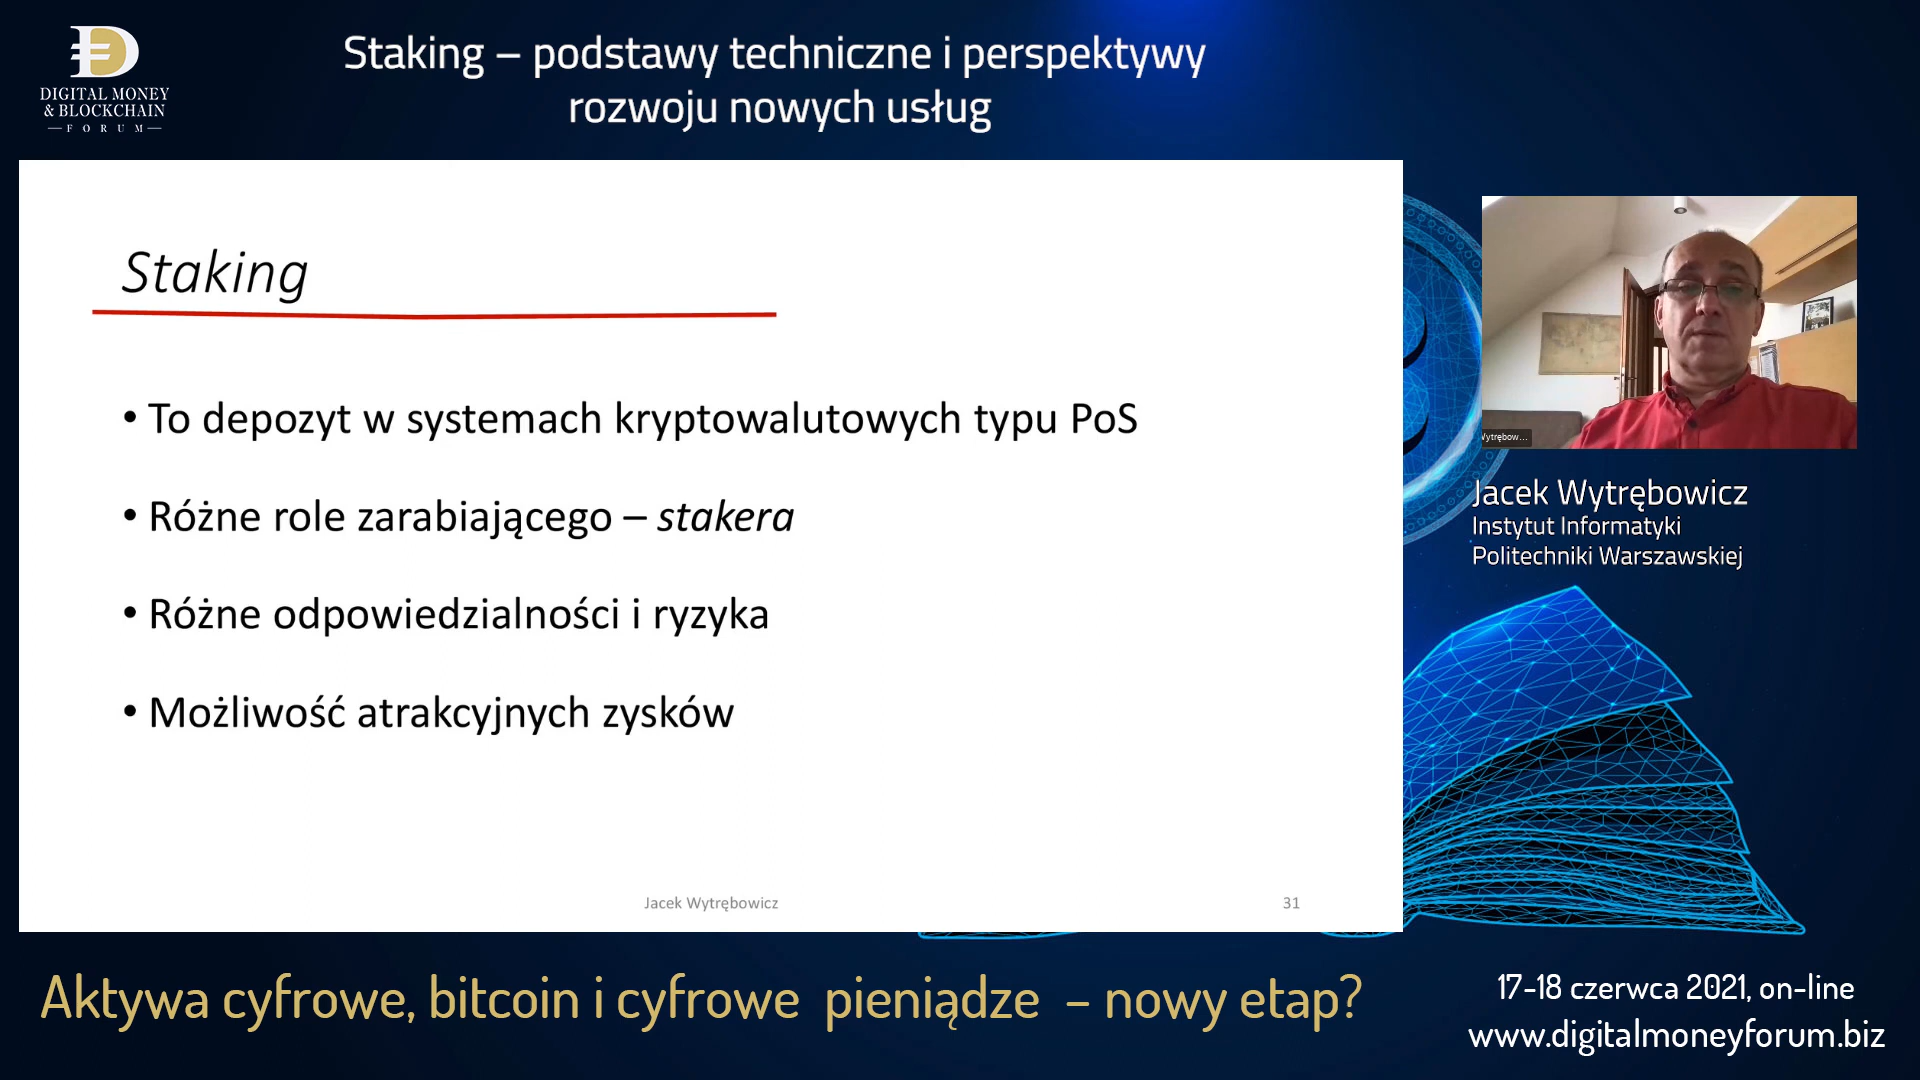 DIGITAL MONEY
& BLOCKCHAIN
— F O R U M —
Staking – podstawy techniczne i perspektywy
rozwoju nowych usług
Staking
• To depozyt w systemach kryptowalutowych typu PoS
• Różne role zarabiającego – stakera
• Różne odpowiedzialności i ryzyka
• Możliwość atrakcyjnych zysków
Jacek Wytrębowicz
31
Wytrębow...
Jacek Wytrębowicz
Instytut Informatyki
Politechniki Warszawskiej
Aktywa cyfrowe, bitcoin i cyfrowe pieniądze – nowy etap?
17-18 czerwca 2021, on-line
www.digitalmoneyforum.biz